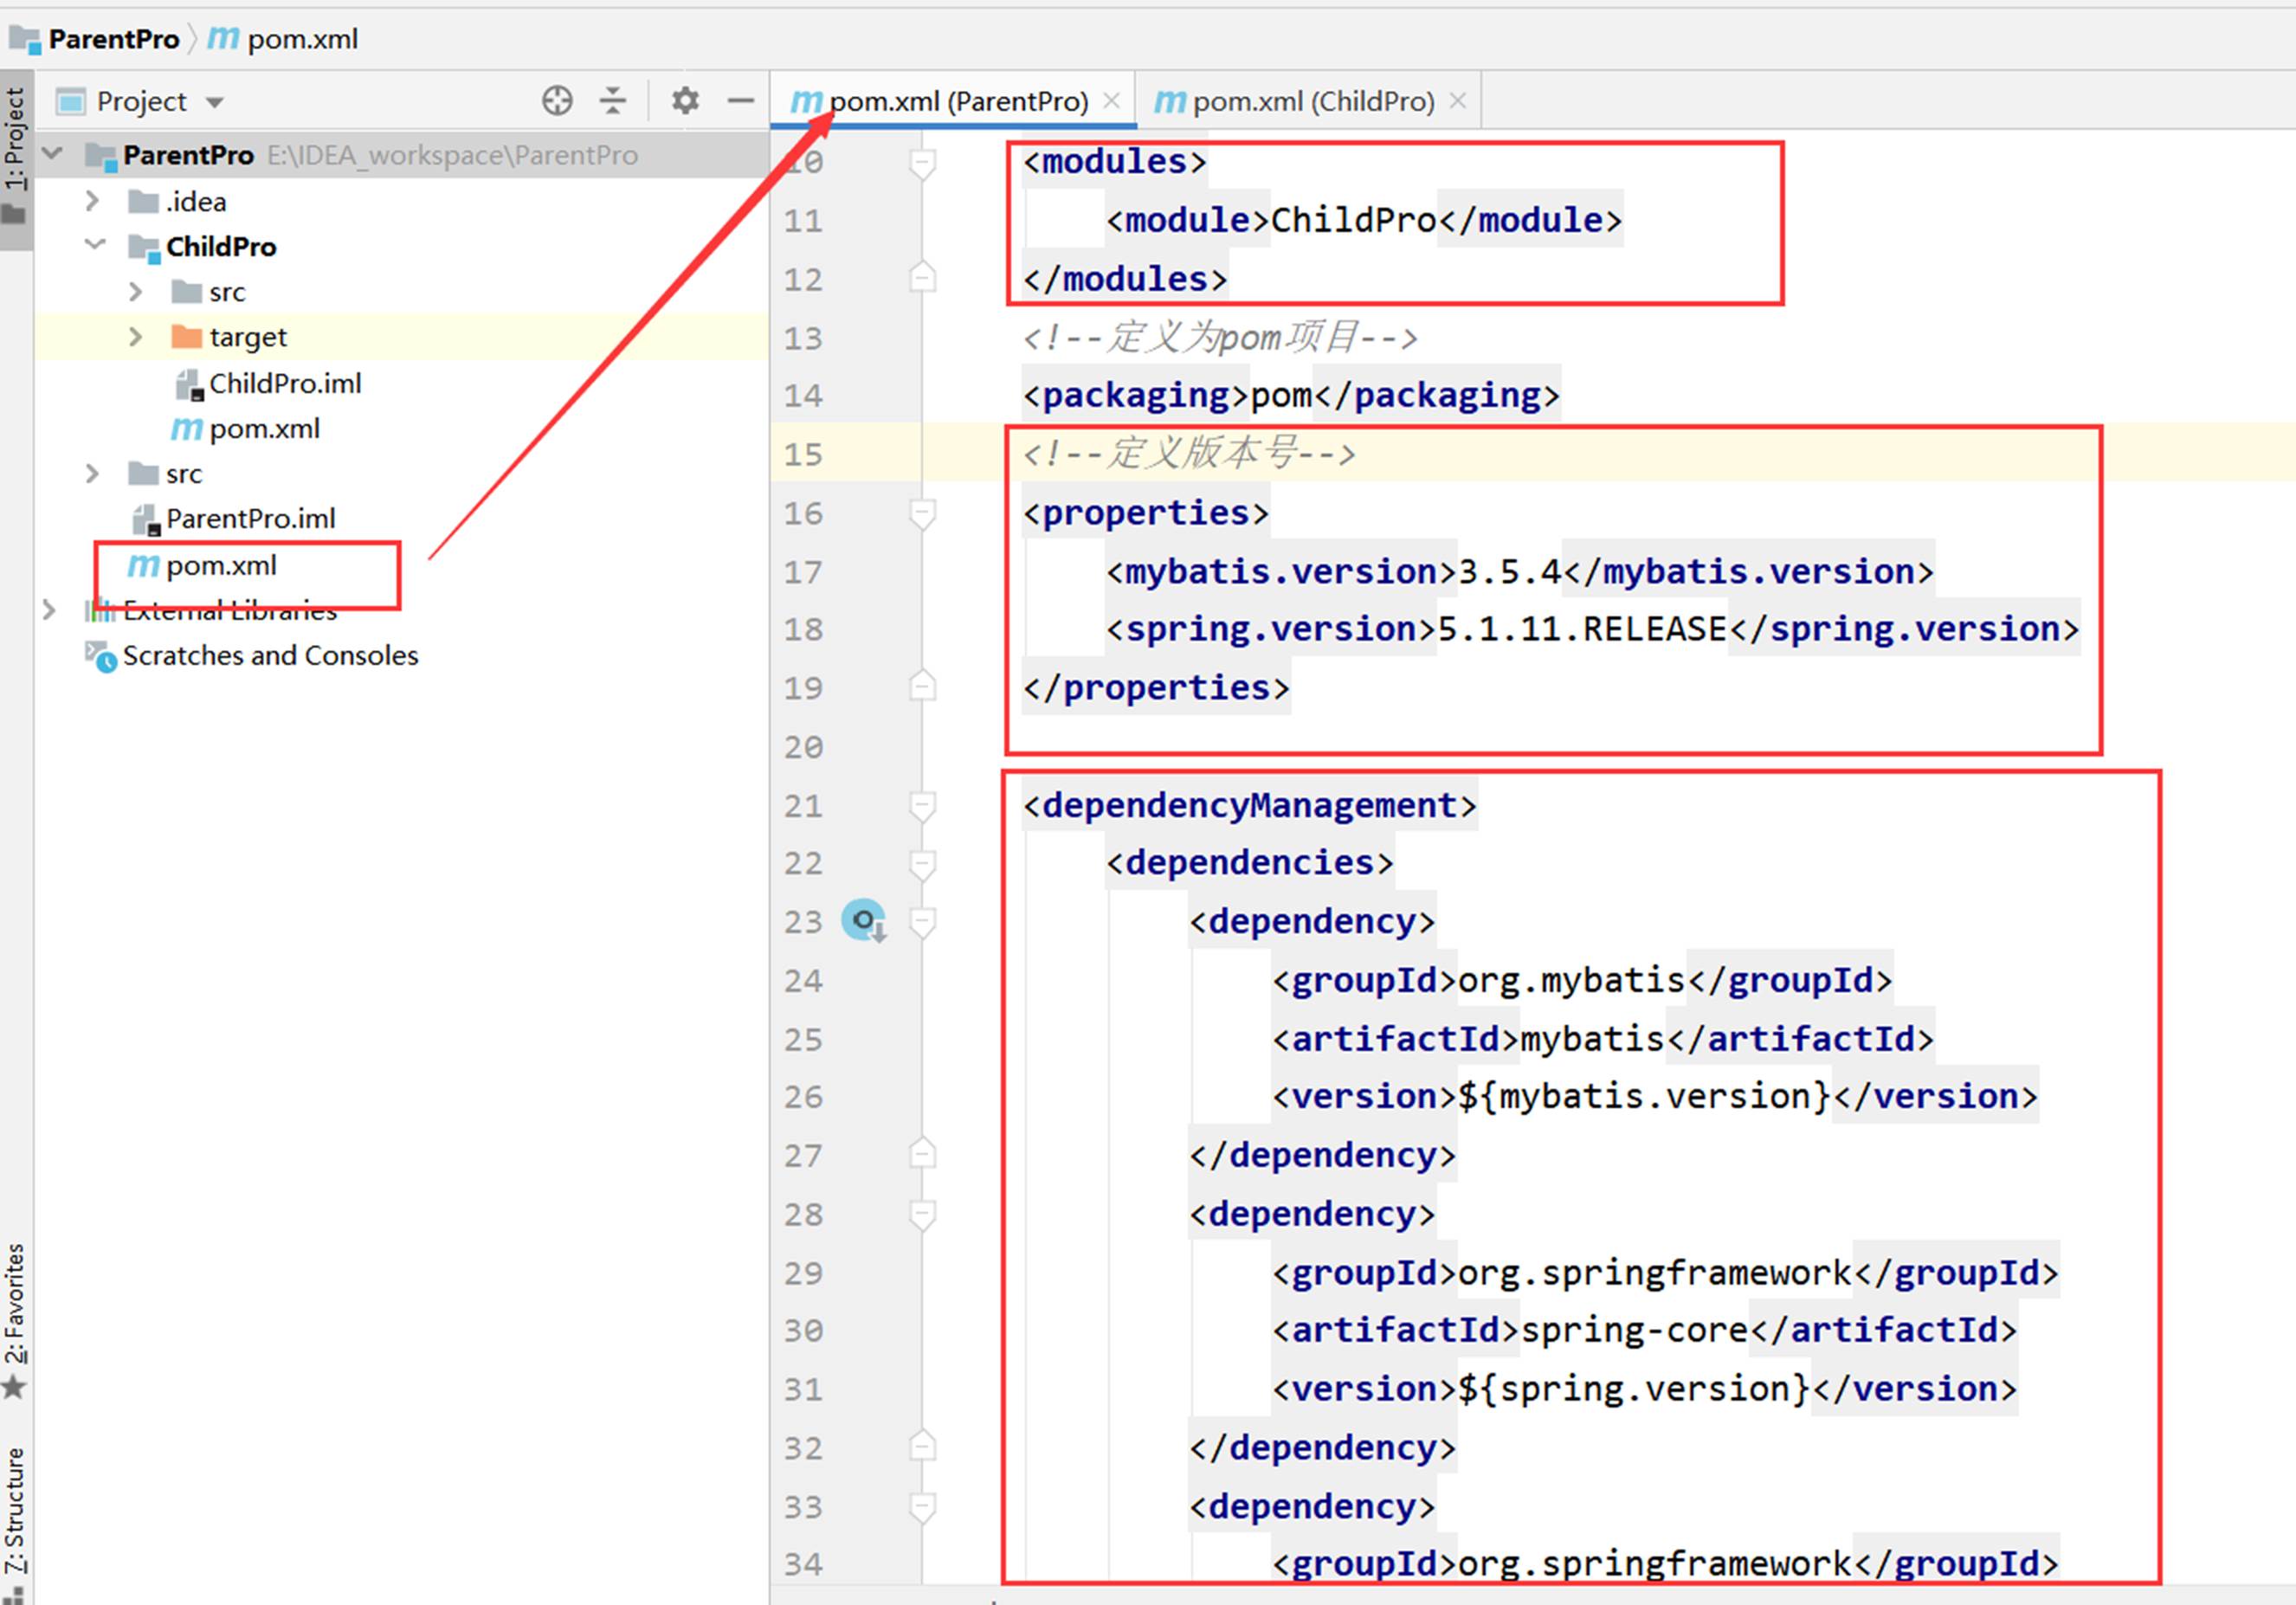 ParentPro pom.xml
1: Project
Project
ParentPro E:\IDEA_workspace\ParentPro
.idea
ChildPro
src
target
ChildPro.iml
pom.xml
src
ParentPro.iml
pom.xml
External Libraries
Scratches and Consoles
2: Favorites
7: Structure
pom.xml (ParentPro)
pom.xml (ChildPro)
10 <modules>
11 <module>ChildPro</module>
12 </modules>
13 <!--定义为pom项目-->
14 <packaging>pom</packaging>
15 <!--定义版本号-->
16 <properties>
17 <mybatis.version>3.5.4</mybatis.version>
18 <spring.version>5.1.11.RELEASE</spring.version>
19 </properties>
20
21 <dependencyManagement>
22 <dependencies>
23 <dependency>
24 <groupId>org.mybatis</groupId>
25 <artifactId>mybatis</artifactId>
26 <version>${mybatis.version}</version>
27 </dependency>
28 <dependency>
29 <groupId>org.springframework</groupId>
30 <artifactId>spring-core</artifactId>
31 <version>${spring.version}</version>
32 </dependency>
33 <dependency>
34 <groupId>org.springframework</groupId>